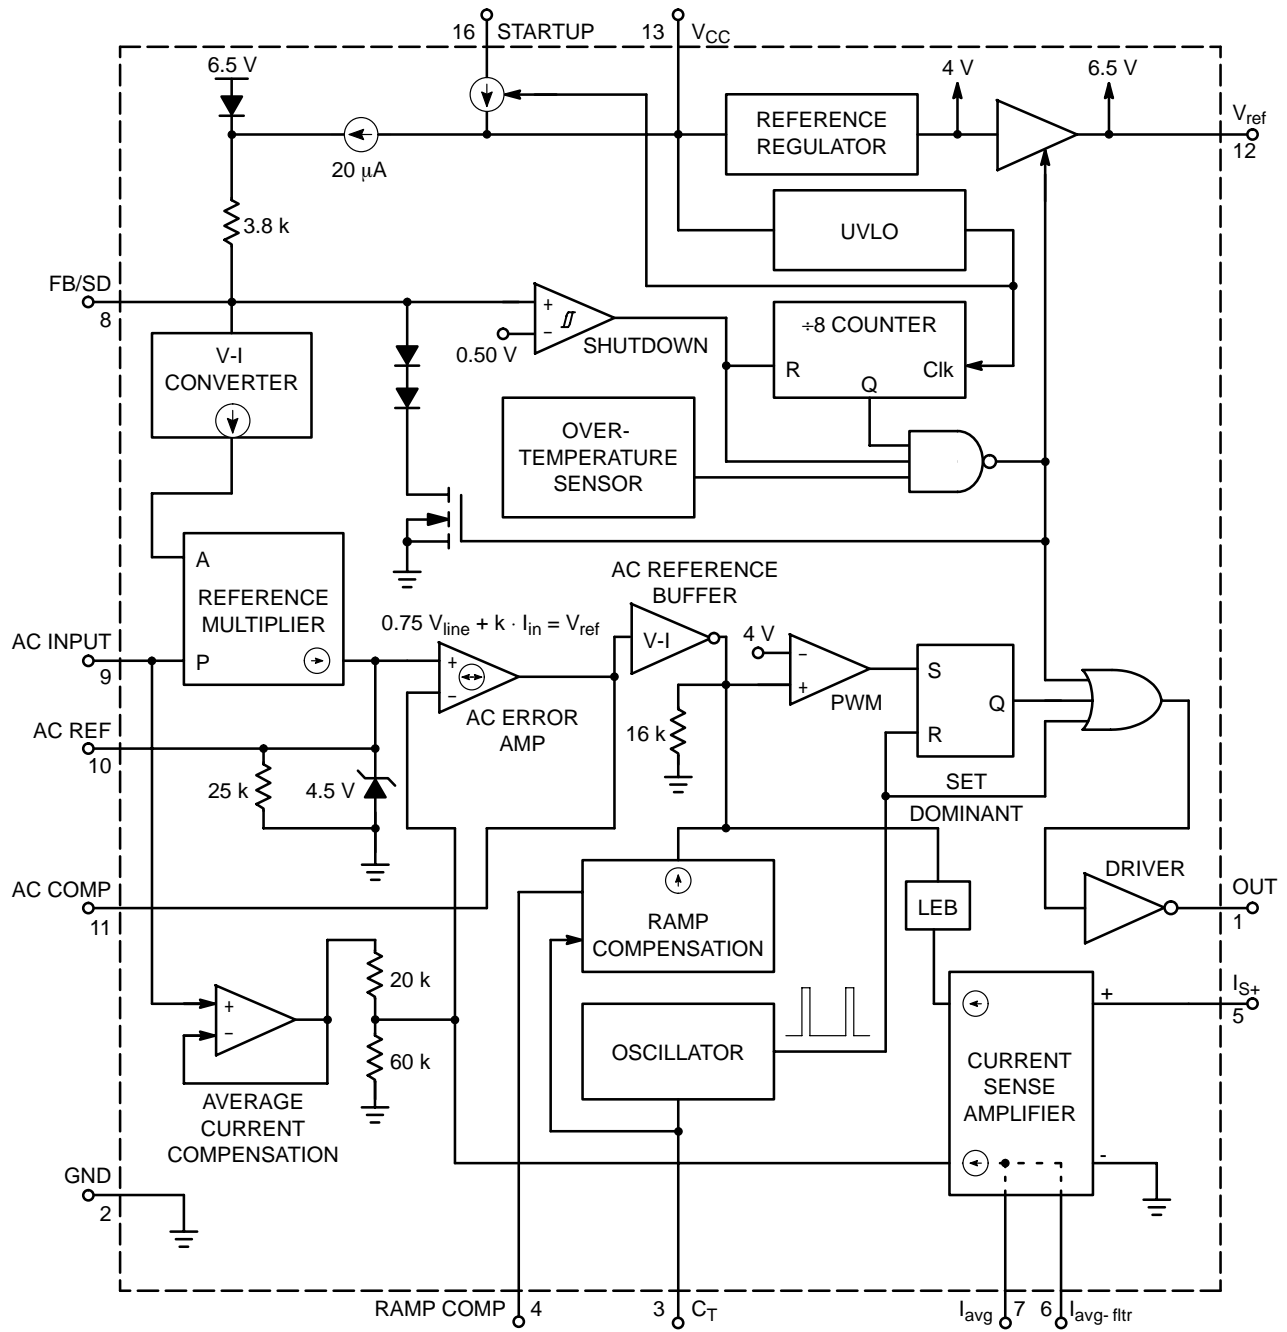 16 STARTUP
13 VCC
6.5 V
4 V
6.5 V
Vref
12
REFERENCE
REGULATOR
20 μA
3.8 k
UVLO
FB/SD
8
+
−
0.50 V
SHUTDOWN
÷8 COUNTER
R
Clk
Q
V-I
CONVERTER
OVER-
TEMPERATURE
SENSOR
A
REFERENCE
MULTIPLIER
P
AC INPUT
9
0.75 Vline + k · Iin = Vref
+
−
AC ERROR
AMP
AC REFERENCE
BUFFER
V-I
4 V
−
+
PWM
S
Q
R
SET
DOMINANT
16 k
AC REF
10
25 k
4.5 V
AC COMP
11
RAMP
COMPENSATION
LEB
DRIVER
OUT
1
+
−
20 k
60 k
AVERAGE
CURRENT
COMPENSATION
OSCILLATOR
CURRENT
SENSE
AMPLIFIER
+
IS+
5
-
GND
2
RAMP COMP 4
3 CT
Iavg 7
6 Iavg-fltr